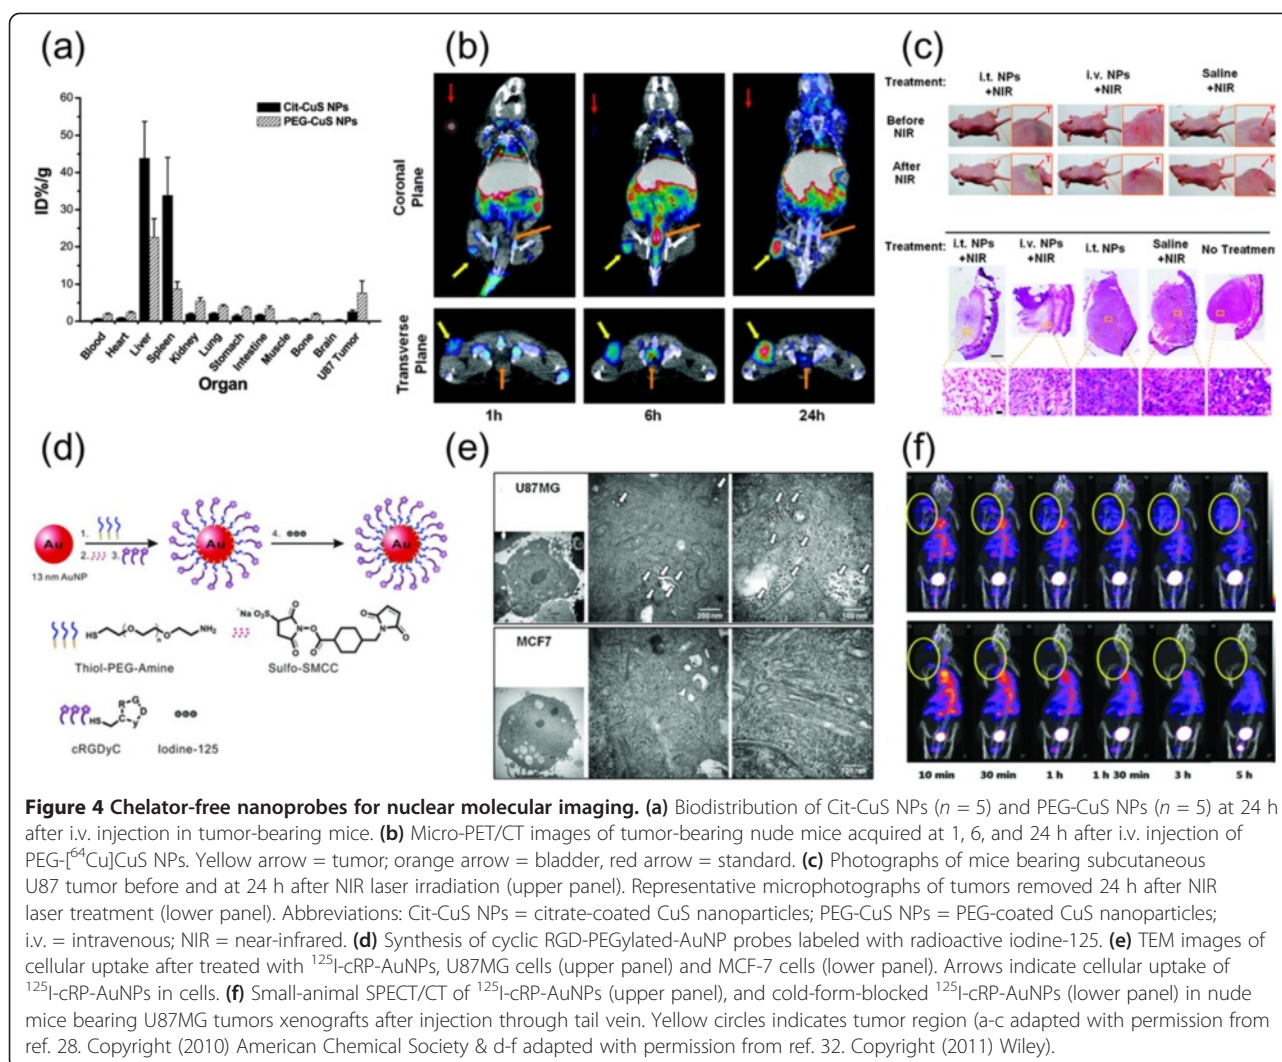 (a)
60
50
40
30
20
10
0
ID%/g
Cit-CuS NPs
PEG-CuS NPs
Blood
Heart
Liver
Spleen
Kidney
Lung
Stomach
Intestine
Muscle
Bone
Brain
U87 Tumor
Organ
(b)
Coronal
Plane
Transverse
Plane
1h
6h
24h
(c)
Treatment:
i.t. NPs
+NIR
i.v. NPs
+NIR
Saline
+NIR
Before
NIR
T
T
T
After
NIR
T
T
T
Treatment:
i.t. NPs
+NIR
i.v. NPs
+NIR
i.t. NPs
Saline
+NIR
No Treatmen
(d)
Au
13 nm AuNP
1.
2.
3.
Au
4.
Au
HS
O
n
O
NH₂
Thiol-PEG-Amine
Na O₃S
Sulfo-SMCC
HS
C
R
G
D
y
cRGDyC
Iodine-125
(e)
U87MG
200 nm
100 nm
MCF7
200 nm
100 nm
(f)
10 min
30 min
1 h
1 h 30 min
3 h
5 h
Figure 4 Chelator-free nanoprobes for nuclear molecular imaging. (a) Biodistribution of Cit-CuS NPs (n = 5) and PEG-CuS NPs (n = 5) at 24 h
after i.v. injection in tumor-bearing mice. (b) Micro-PET/CT images of tumor-bearing nude mice acquired at 1, 6, and 24 h after i.v. injection of
PEG-[⁶⁴Cu]CuS NPs. Yellow arrow = tumor; orange arrow = bladder, red arrow = standard. (c) Photographs of mice bearing subcutaneous
U87 tumor before and at 24 h after NIR laser irradiation (upper panel). Representative microphotographs of tumors removed 24 h after NIR
laser treatment (lower panel). Abbreviations: Cit-CuS NPs = citrate-coated CuS nanoparticles; PEG-CuS NPs = PEG-coated CuS nanoparticles;
i.v. = intravenous; NIR = near-infrared. (d) Synthesis of cyclic RGD-PEGylated-AuNP probes labeled with radioactive iodine-125. (e) TEM images of
cellular uptake after treated with ¹²⁵I-cRP-AuNPs, U87MG cells (upper panel) and MCF-7 cells (lower panel). Arrows indicate cellular uptake of
¹²⁵I-cRP-AuNPs in cells. (f) Small-animal SPECT/CT of ¹²⁵I-cRP-AuNPs (upper panel), and cold-form-blocked ¹²⁵I-cRP-AuNPs (lower panel) in nude
mice bearing U87MG tumors xenografts after injection through tail vein. Yellow circles indicates tumor region (a-c adapted with permission from
ref. 28. Copyright (2010) American Chemical Society & d-f adapted with permission from ref. 32. Copyright (2011) Wiley).